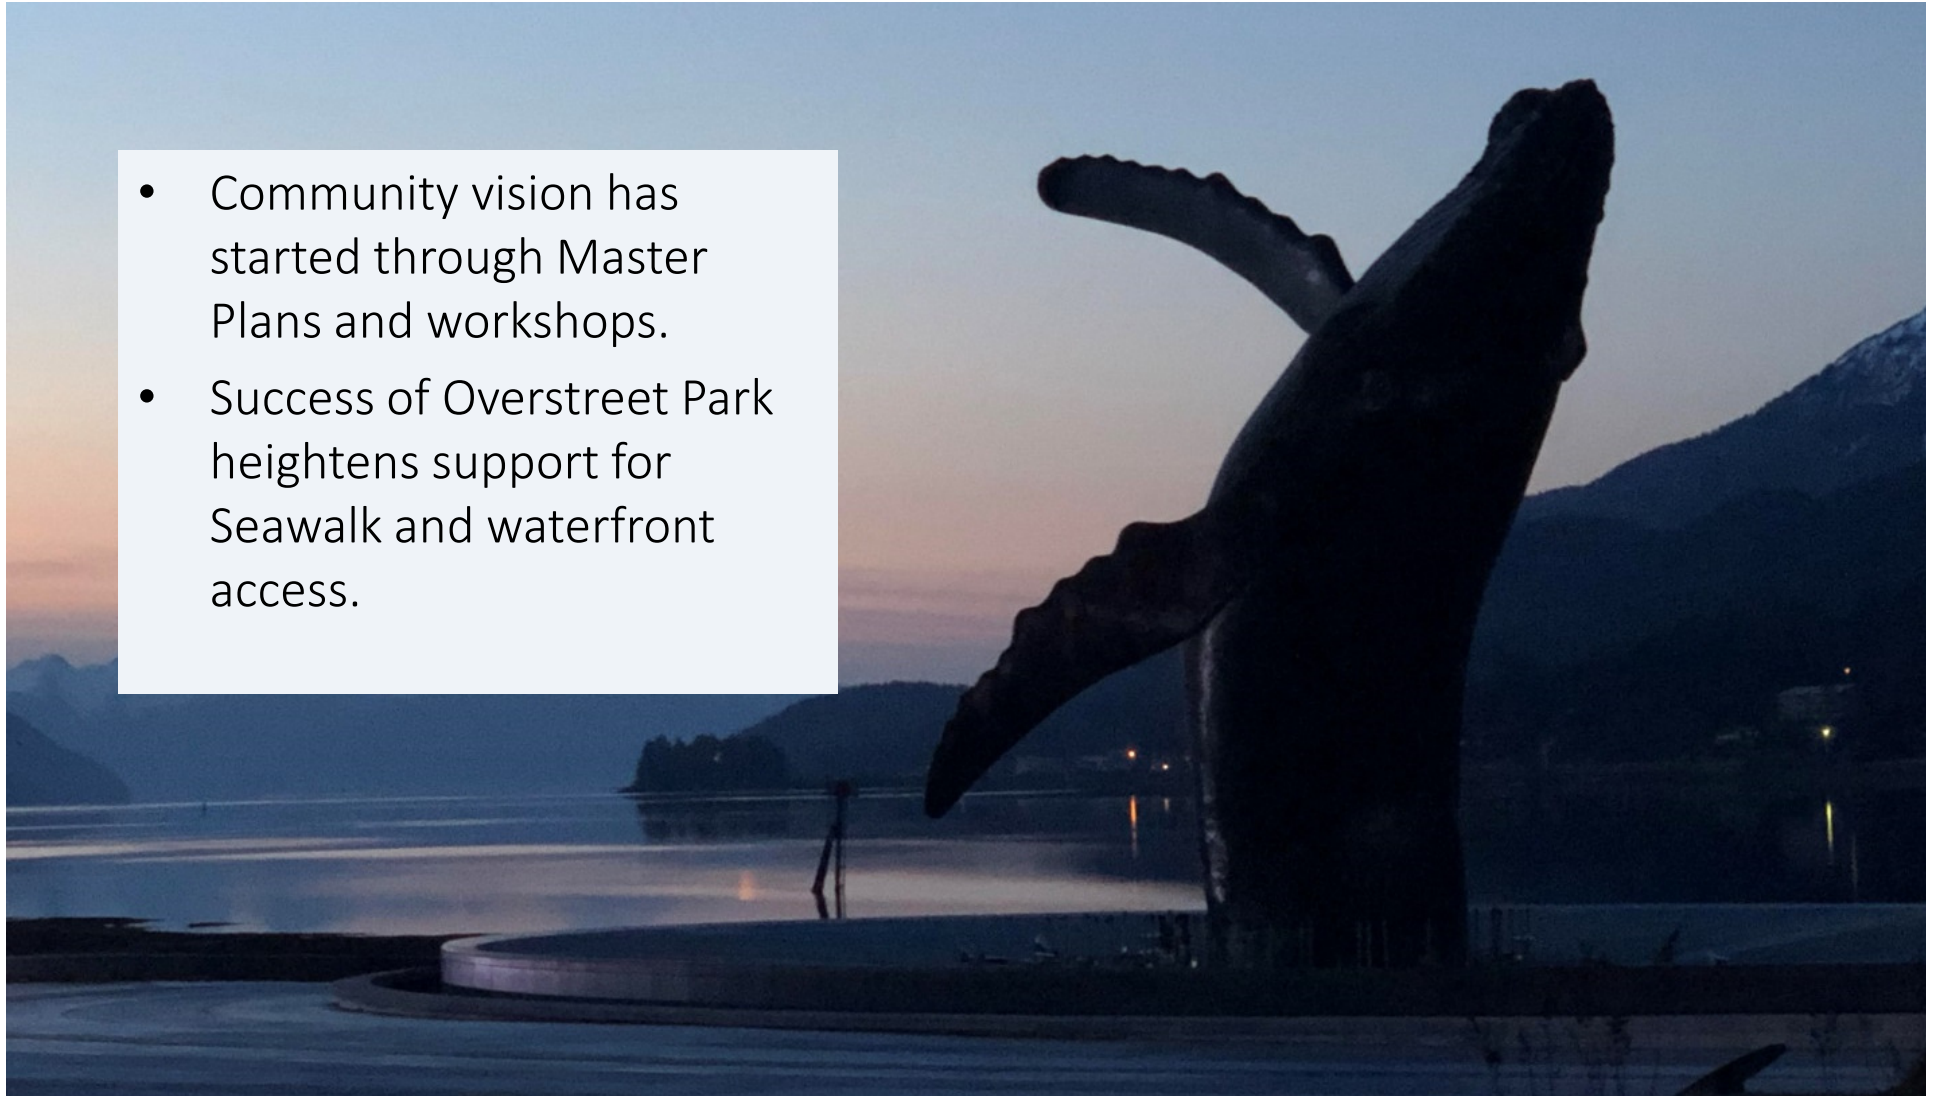 • Community vision has
started through Master
Plans and workshops.
• Success of Overstreet Park
heightens support for
Seawalk and waterfront
access.